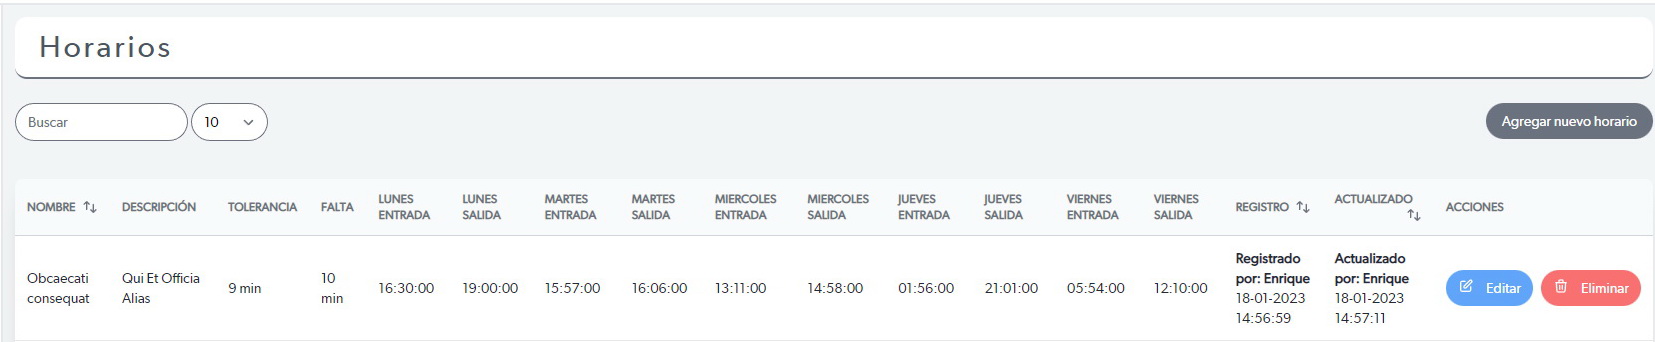 Horarios
Buscar
10
Agregar nuevo horario
NOMBRE
DESCRIPCIÓN
TOLERANCIA
FALTA
LUNES
ENTRADA
LUNES
SALIDA
MARTES
ENTRADA
MARTES
SALIDA
MIERCOLES
ENTRADA
MIERCOLES
SALIDA
JUEVES
ENTRADA
JUEVES
SALIDA
VIERNES
ENTRADA
VIERNES
SALIDA
REGISTRO
ACTUALIZADO
ACCIONES
Obcaecati
consequat
Qui Et Officia
Alias
9 min
10
min
16:30:00
19:00:00
15:57:00
16:06:00
13:11:00
14:58:00
01:56:00
21:01:00
05:54:00
12:10:00
Registrado
por: Enrique
18-01-2023
14:56:59
Actualizado
por: Enrique
18-01-2023
14:57:11
Editar
Eliminar